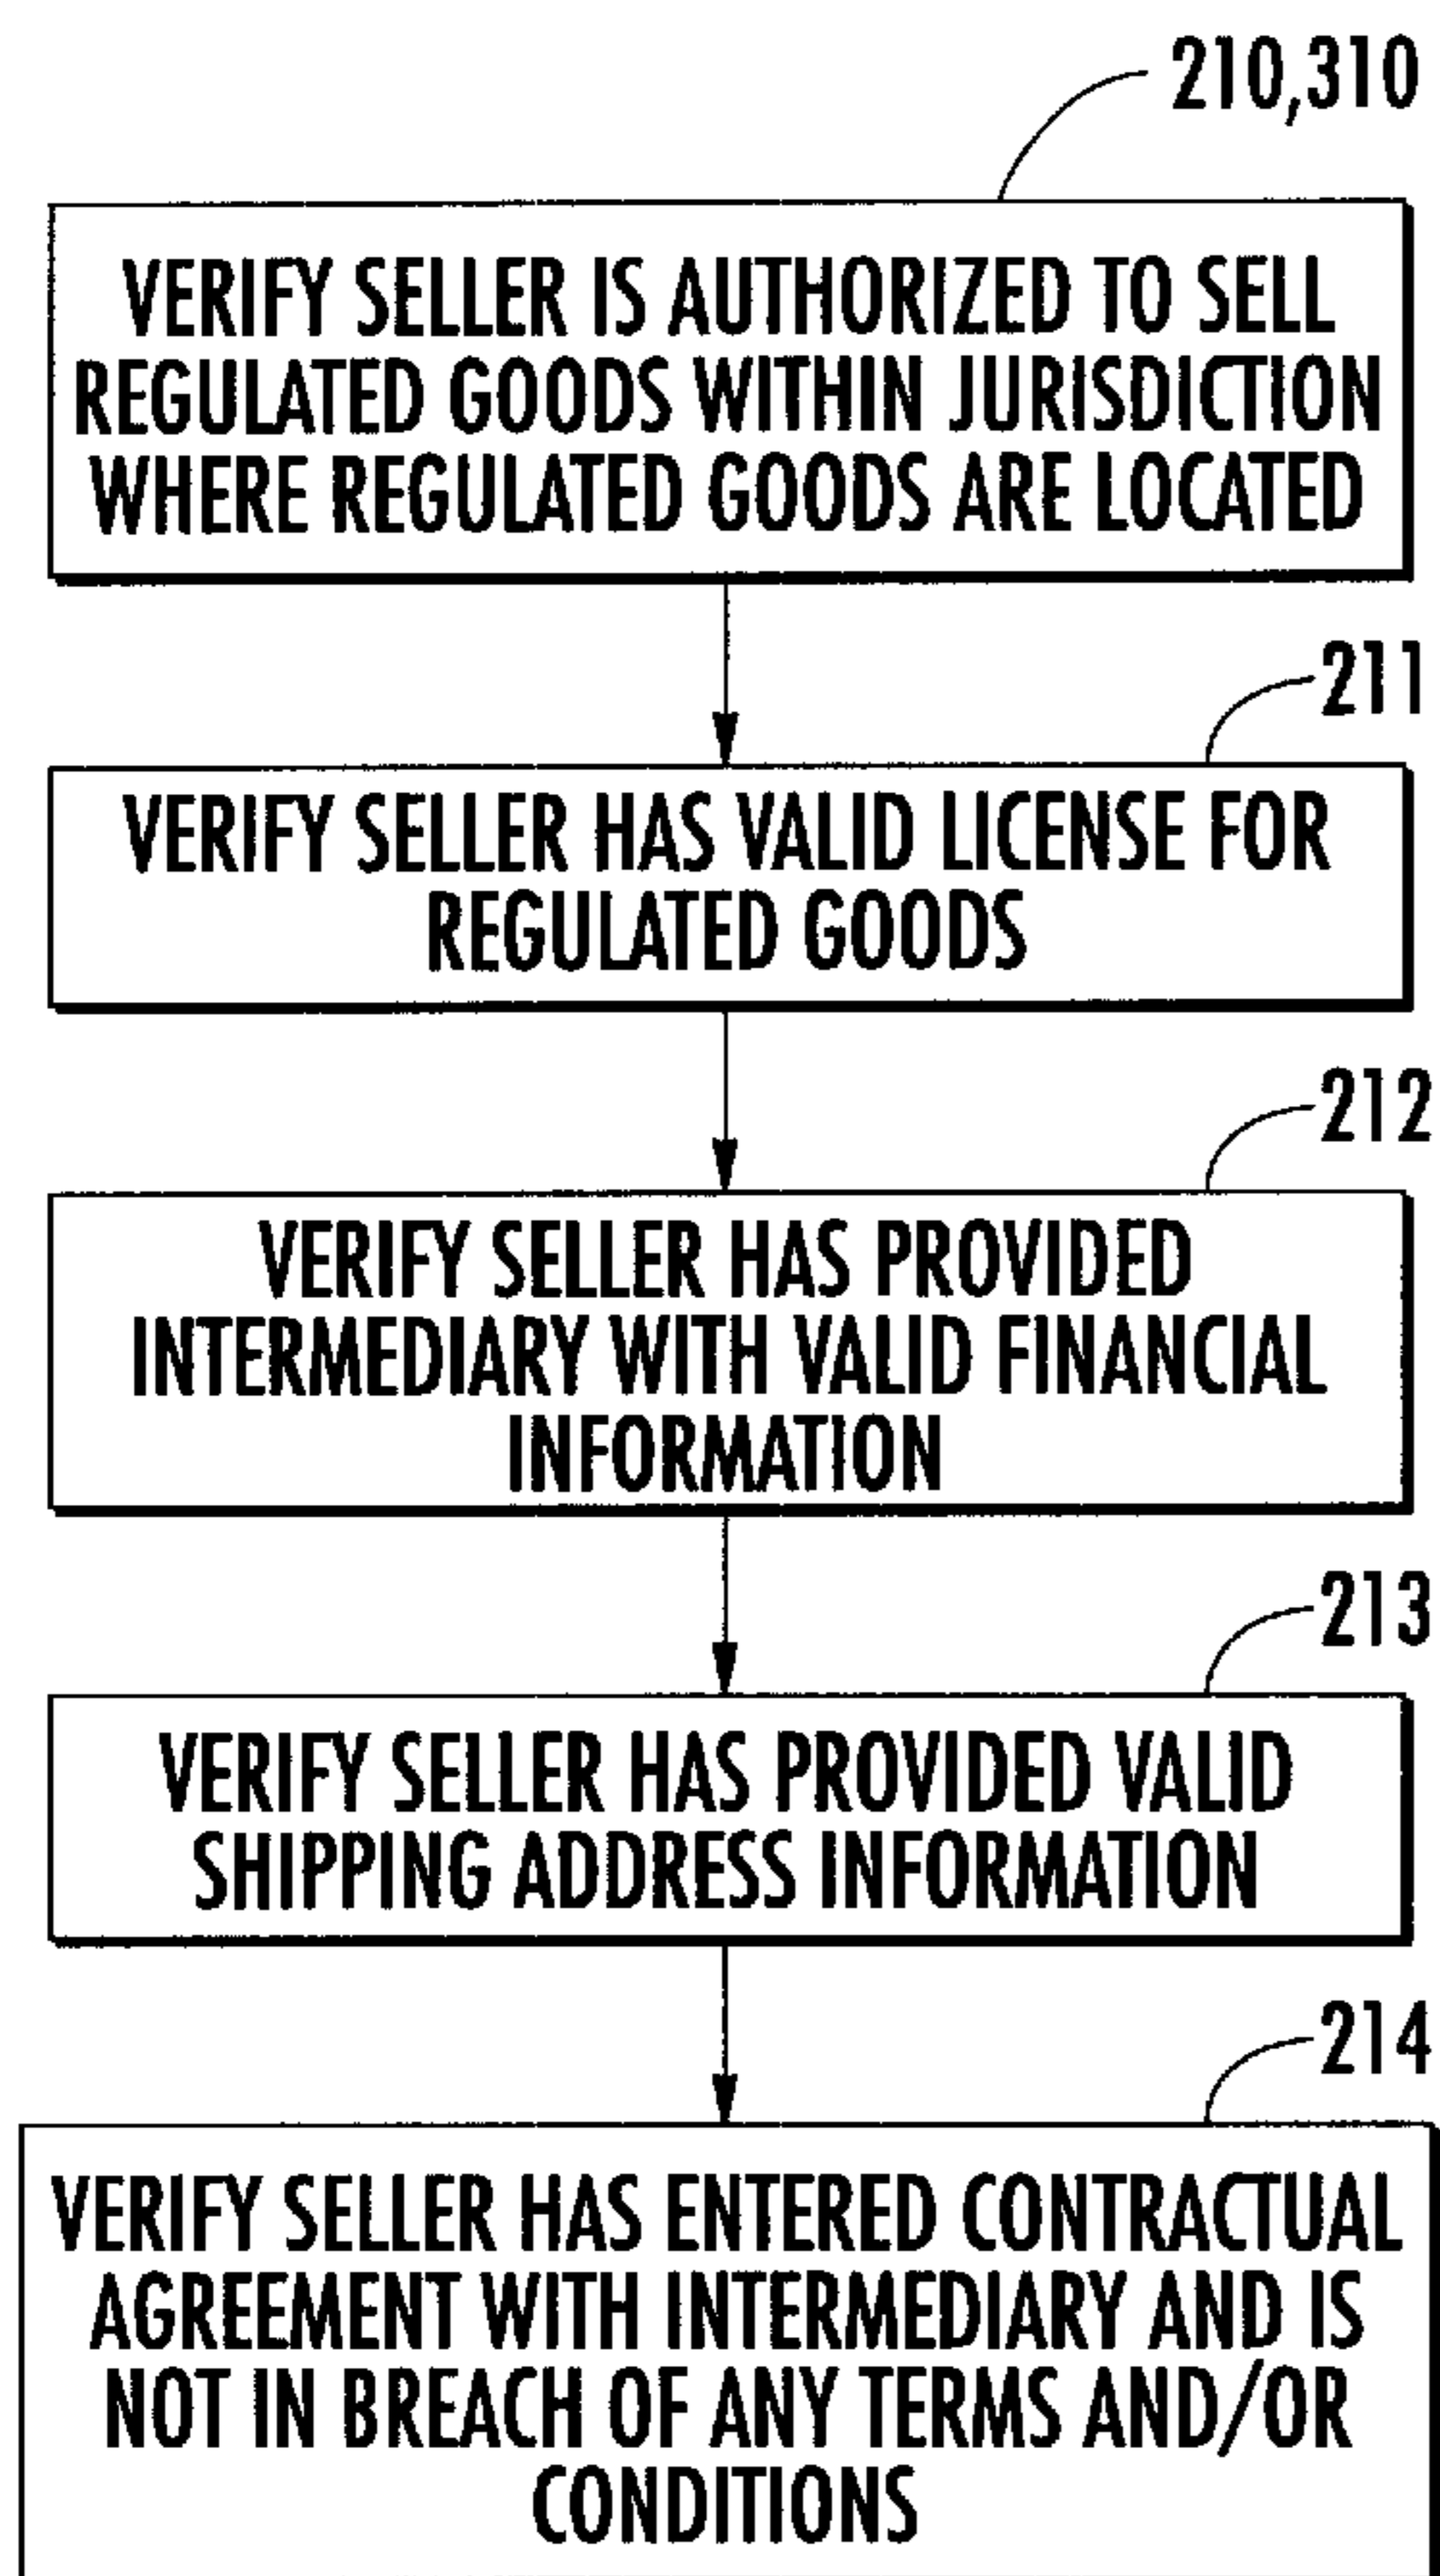 210,310
VERIFY SELLER IS AUTHORIZED TO SELL
REGULATED GOODS WITHIN JURISDICTION
WHERE REGULATED GOODS ARE LOCATED
211
VERIFY SELLER HAS VALID LICENSE FOR
REGULATED GOODS
212
VERIFY SELLER HAS PROVIDED
INTERMEDIARY WITH VALID FINANCIAL
INFORMATION
213
VERIFY SELLER HAS PROVIDED VALID
SHIPPING ADDRESS INFORMATION
214
VERIFY SELLER HAS ENTERED CONTRACTUAL
AGREEMENT WITH INTERMEDIARY AND IS
NOT IN BREACH OF ANY TERMS AND/OR
CONDITIONS